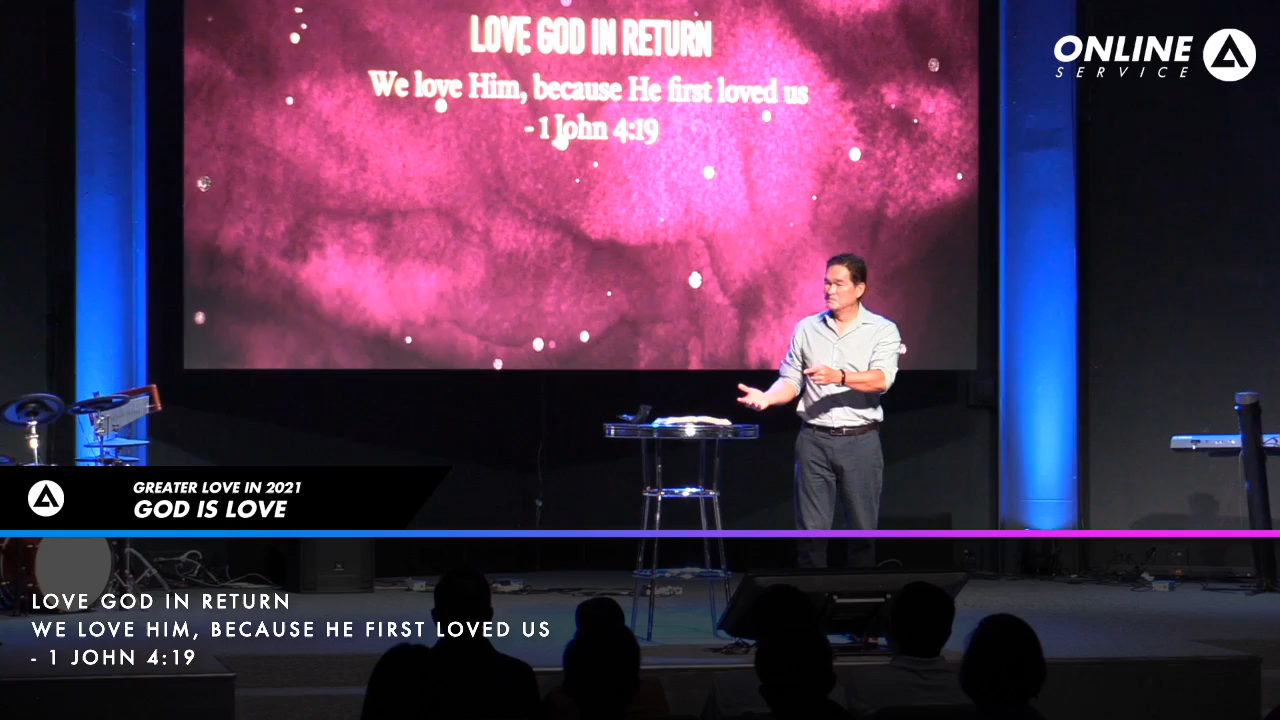 LOVE GOD IN RETURN
We love Him, because He first loved us
- 1 John 4:19
ONLINE
SERVICE
GREATER LOVE IN 2021
GOD IS LOVE
LOVE GOD IN RETURN
WE LOVE HIM, BECAUSE HE FIRST LOVED US
- 1 JOHN 4:19